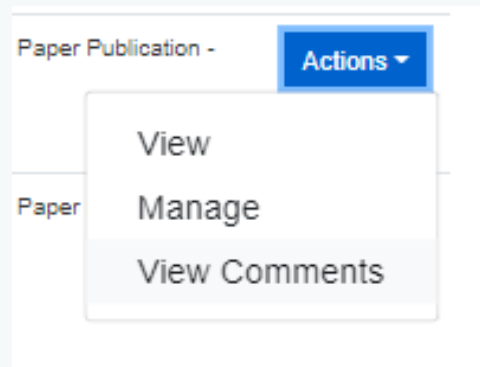 Paper Publication -
Actions
View
Manage
Paper
View Comments